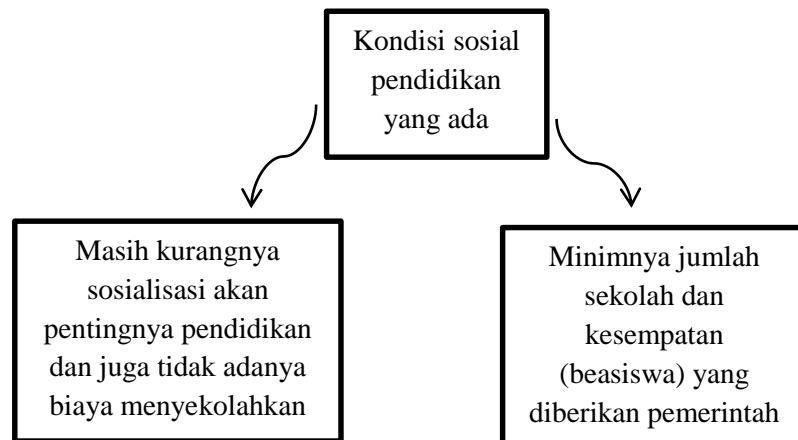 Kondisi sosial
pendidikan
yang ada
Masih kurangnya
sosialisasi akan
pentingnya pendidikan
dan juga tidak adanya
biaya menyekolahkan
Minimnya jumlah
sekolah dan
kesempatan
(beasiswa) yang
diberikan pemerintah